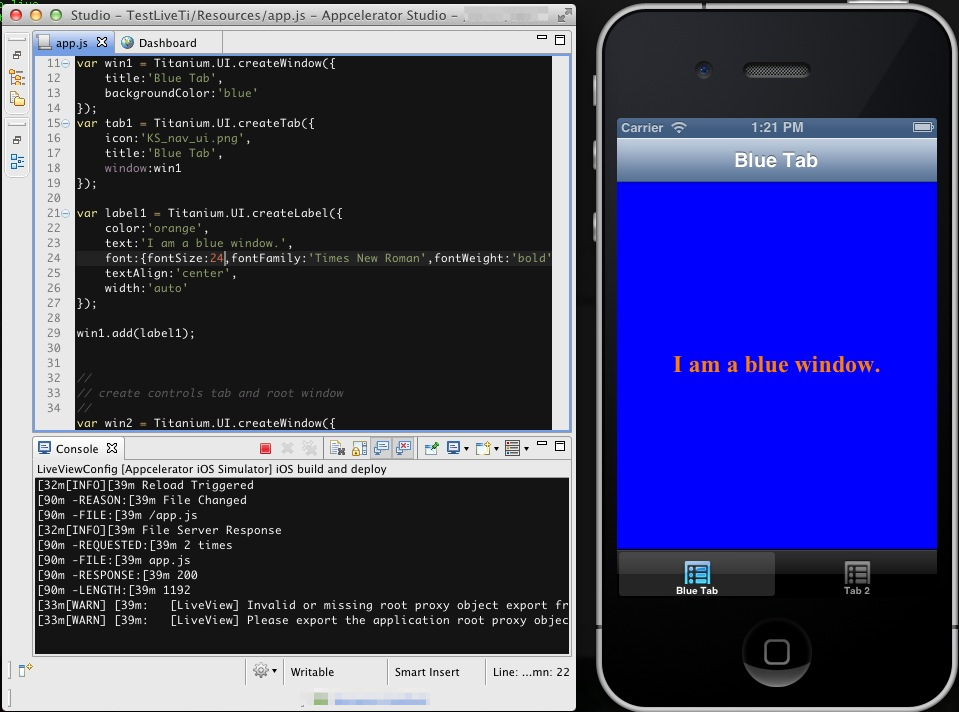 Studio - TestLiveTi/Resources/app.js - Appcelerator Studio -
app.js
Dashboard
11 var win1 = Titanium.UI.createWindow({
12 title:'Blue Tab',
13 backgroundColor:'blue'
14 });
15 var tab1 = Titanium.UI.createTab({
16 icon:'KS_nav_ui.png',
17 title:'Blue Tab',
18 window:win1
19 });
20
21 var label1 = Titanium.UI.createLabel({
22 color:'orange',
23 text:'I am a blue window.',
24 font:{fontSize:24,fontFamily:'Times New Roman',fontWeight:'bold'
25 textAlign:'center',
26 width:'auto'
27 });
28
29 win1.add(label1);
30
31
32 //
33 // create controls tab and root window
34 //
var win2 = Titanium.UI.createWindow({
Console
LiveViewConfig [Appcelerator iOS Simulator] iOS build and deploy
[32m[INFO][39m Reload Triggered
[90m -REASON:[39m File Changed
[90m -FILE:[39m /app.js
[32m[INFO][39m File Server Response
[90m -REQUESTED:[39m 2 times
[90m -FILE:[39m app.js
[90m -RESPONSE:[39m 200
[90m -LENGTH:[39m 1192
[33m[WARN] [39m: [LiveView] Invalid or missing root proxy object export fr
[33m[WARN] [39m: [LiveView] Please export the application root proxy objec
Writable
Smart Insert
Line: ...mn: 22
Carrier
1:21 PM
Blue Tab
I am a blue window.
Blue Tab
Tab 2